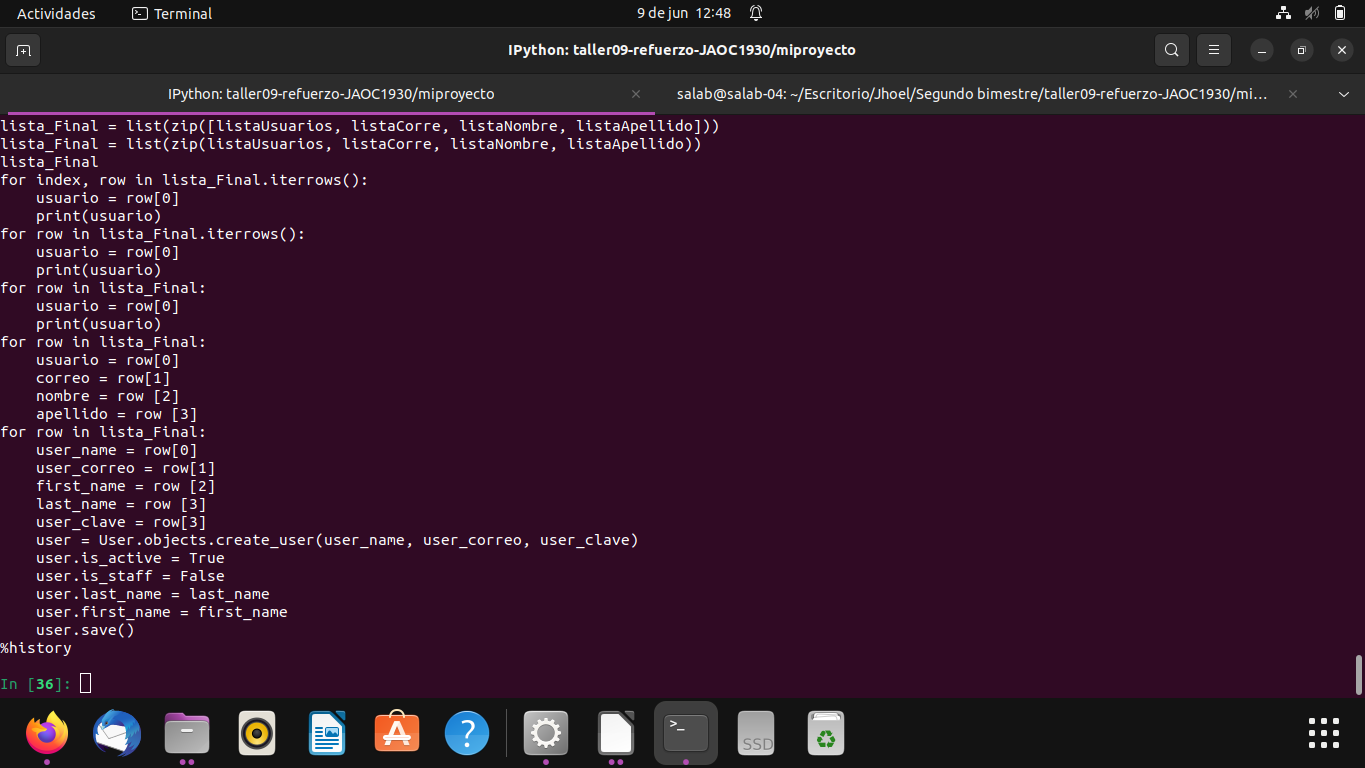 Actividades
Terminal
9 de jun 12:48
IPython: taller09-refuerzo-JAOC1930/miproyecto
IPython: taller09-refuerzo-JAOC1930/miproyecto
salab@salab-04: ~/Escritorio/Jhoel/Segundo bimestre/taller09-refuerzo-JAOC1930/mi...
lista_Final = list(zip([listaUsuarios, listaCorre, listaNombre, listaApellido]))
lista_Final = list(zip(listaUsuarios, listaCorre, listaNombre, listaApellido))
lista_Final
for index, row in lista_Final.iterrows():
    usuario = row[0]
    print(usuario)
for row in lista_Final.iterrows():
    usuario = row[0]
    print(usuario)
for row in lista_Final:
    usuario = row[0]
    print(usuario)
for row in lista_Final:
    usuario = row[0]
    correo = row[1]
    nombre = row [2]
    apellido = row [3]
for row in lista_Final:
    user_name = row[0]
    user_correo = row[1]
    first_name = row [2]
    last_name = row [3]
    user_clave = row[3]
    user = User.objects.create_user(user_name, user_correo, user_clave)
    user.is_active = True
    user.is_staff = False
    user.last_name = last_name
    user.first_name = first_name
    user.save()
%history
In [36]:
>_
SSD